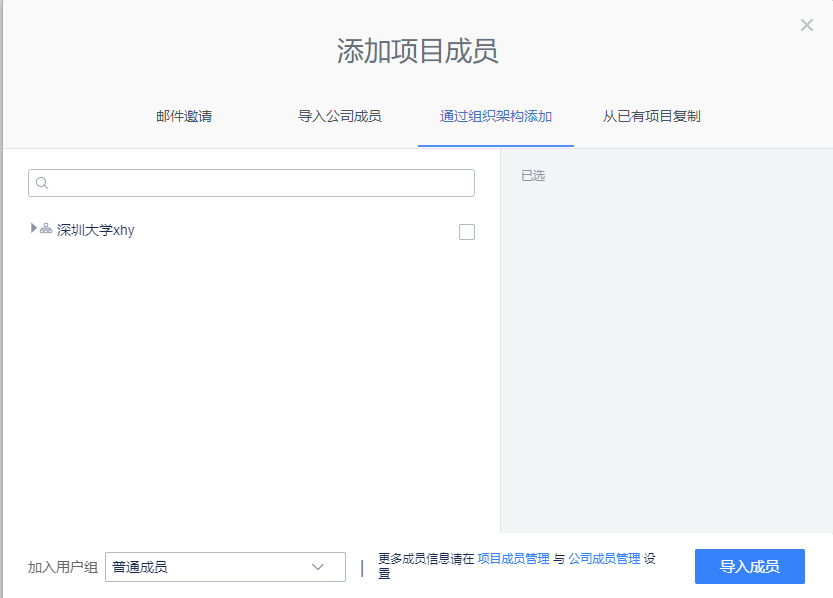 添加项目成员
邮件邀请
导入公司成员
通过组织架构添加
从已有项目复制
已选
深圳大学xhy
加入用户组
普通成员
更多成员信息请在 项目成员管理 与 公司成员管理 设
置
导入成员